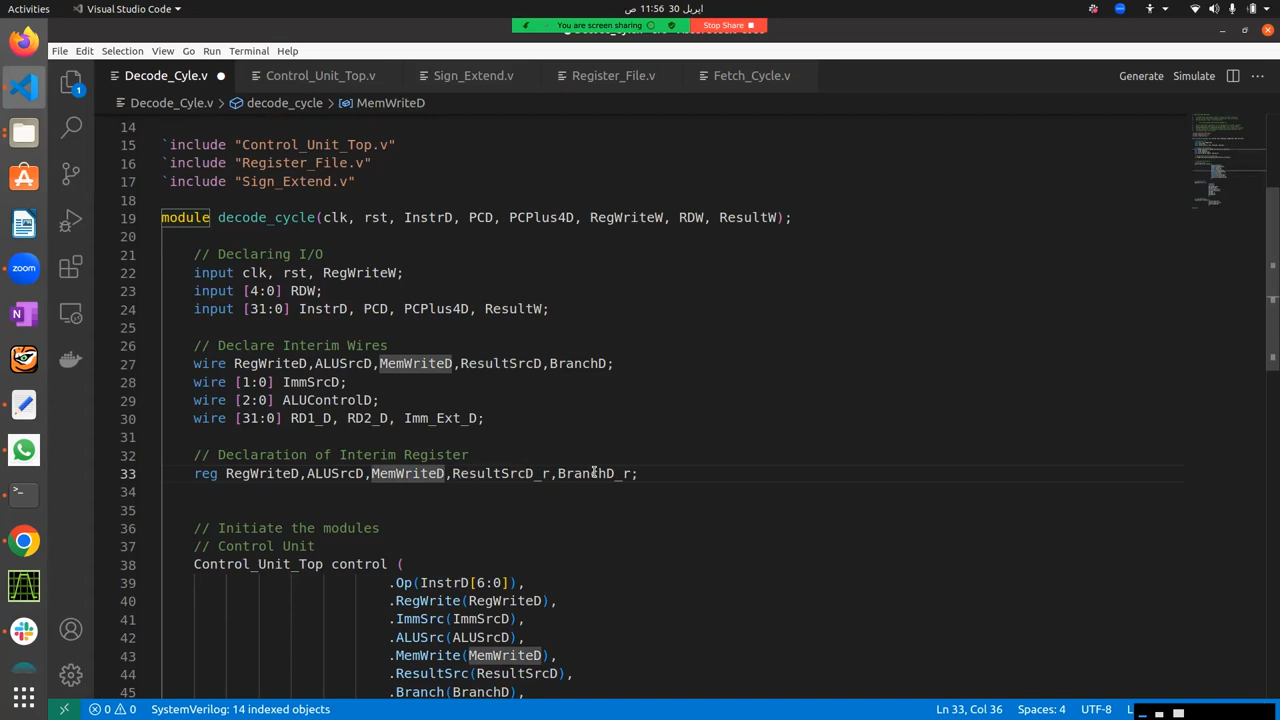 Activities Visual Studio Code 11:56 ص 30 ابريل
You are screen sharing Stop Share
File Edit Selection View Go Run Terminal Help
Decode_Cyle.v Control_Unit_Top.v Sign_Extend.v Register_File.v Fetch_Cycle.v Generate Simulate
Decode_Cyle.v > decode_cycle > MemWriteD
14
15 `include "Control_Unit_Top.v"
16 `include "Register_File.v"
17 `include "Sign_Extend.v"
18
19 module decode_cycle(clk, rst, InstrD, PCD, PCPlus4D, RegWriteW, RDW, ResultW);
20
21 // Declaring I/O
22 input clk, rst, RegWriteW;
23 input [4:0] RDW;
24 input [31:0] InstrD, PCD, PCPlus4D, ResultW;
25
26 // Declare Interim Wires
27 wire RegWriteD,ALUSrcD,MemWriteD,ResultSrcD,BranchD;
28 wire [1:0] ImmSrcD;
29 wire [2:0] ALUControlD;
30 wire [31:0] RD1_D, RD2_D, Imm_Ext_D;
31
32 // Declaration of Interim Register
33 reg RegWriteD,ALUSrcD,MemWriteD,ResultSrcD_r,BranchD_r;
34
35
36 // Initiate the modules
37 // Control Unit
38 Control_Unit_Top control (
39 .Op(InstrD[6:0]),
40 .RegWrite(RegWriteD),
41 .ImmSrc(ImmSrcD),
42 .ALUSrc(ALUSrcD),
43 .MemWrite(MemWriteD),
44 .ResultSrc(ResultSrcD),
45 .Branch(BranchD),
1
zoom
0 0 SystemVerilog: 14 indexed objects Ln 33, Col 36 Spaces: 4 UTF-8